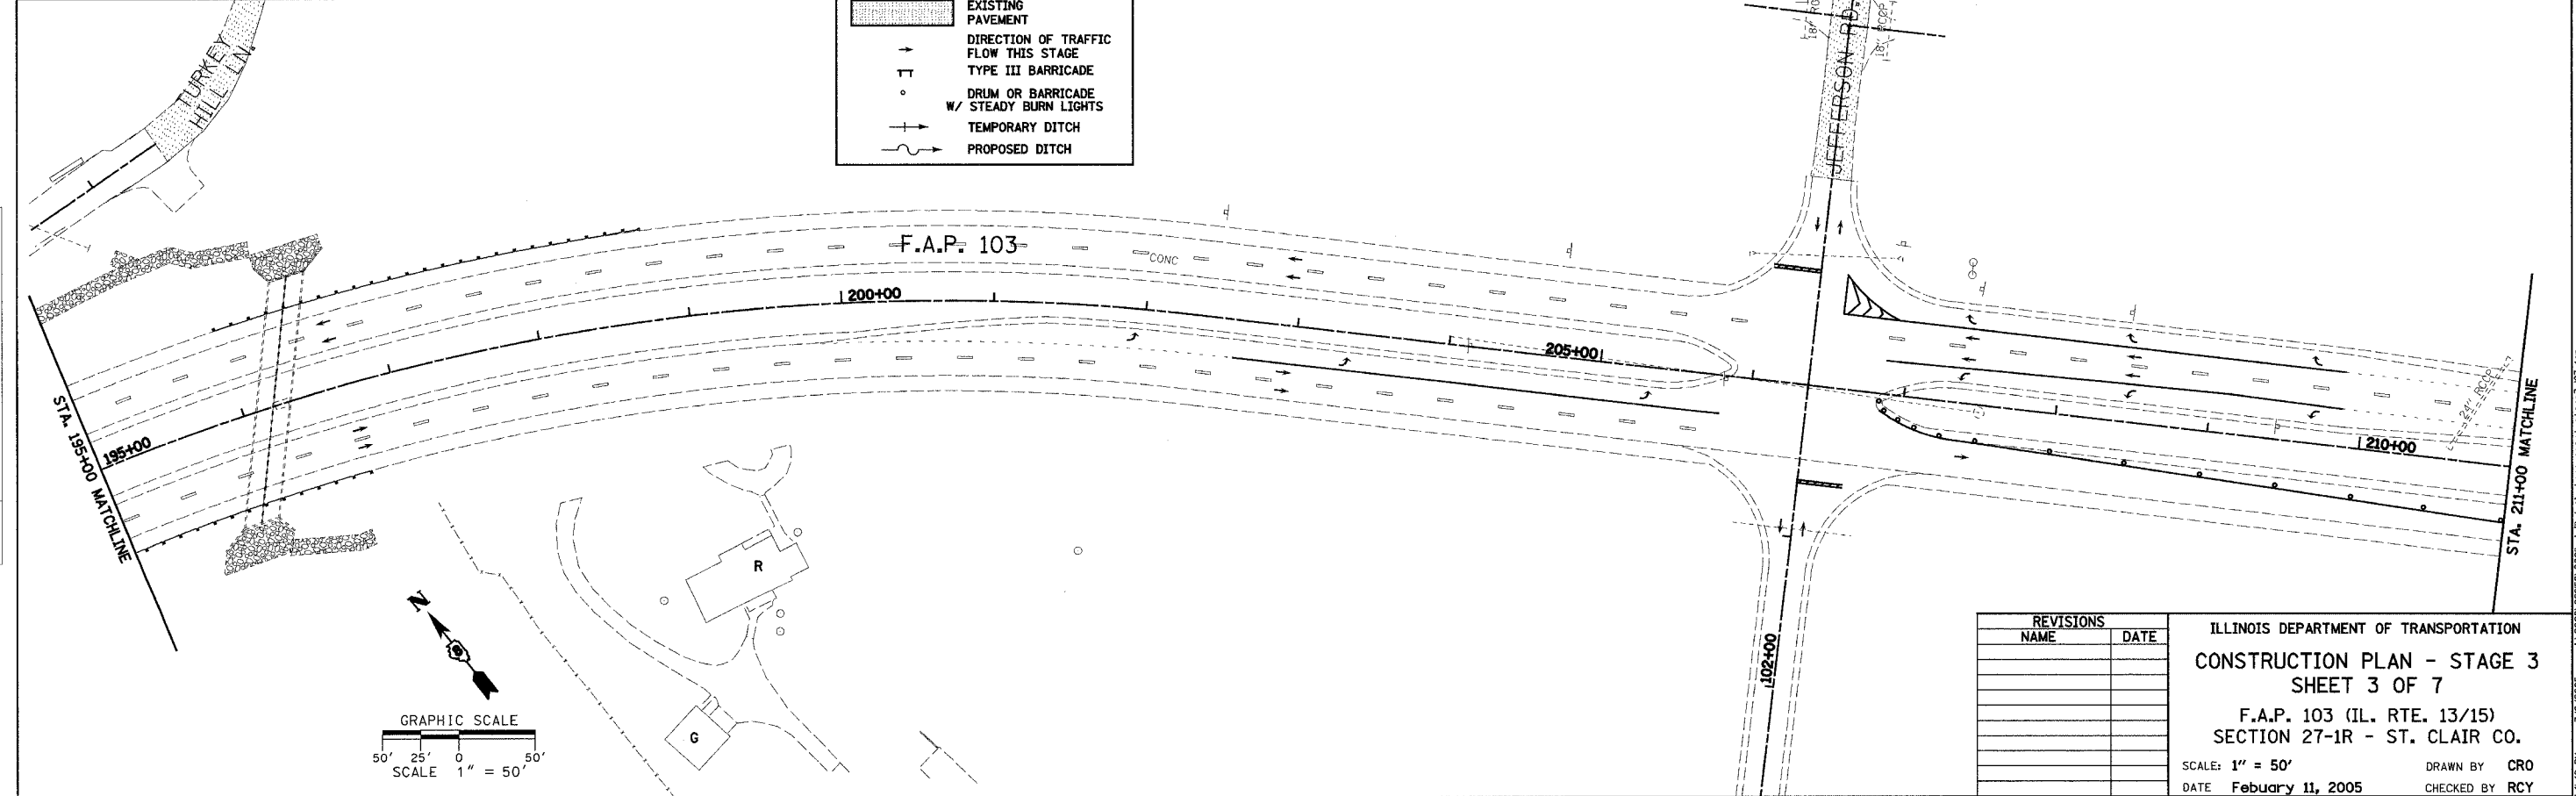 EXISTING
PAVEMENT
DIRECTION OF TRAFFIC
FLOW THIS STAGE
TYPE III BARRICADE
DRUM OR BARRICADE
W/ STEADY BURN LIGHTS
TEMPORARY DITCH
PROPOSED DITCH
TURKEY
HILL LN.
JEFFERSON RD.
F.A.P. 103
CONC
200+00
205+00
195+00
210+00
STA. 195+00 MATCHLINE
24" RCCP
STA. 211+00 MATCHLINE
102+00
R
G
N
GRAPHIC SCALE
50' 25' 0 50'
SCALE 1" = 50'
REVISIONS
NAME DATE
ILLINOIS DEPARTMENT OF TRANSPORTATION
CONSTRUCTION PLAN - STAGE 3
SHEET 3 OF 7
F.A.P. 103 (IL. RTE. 13/15)
SECTION 27-1R - ST. CLAIR CO.
SCALE: 1" = 50' DRAWN BY CRO
DATE Febuary 11, 2005 CHECKED BY RCY